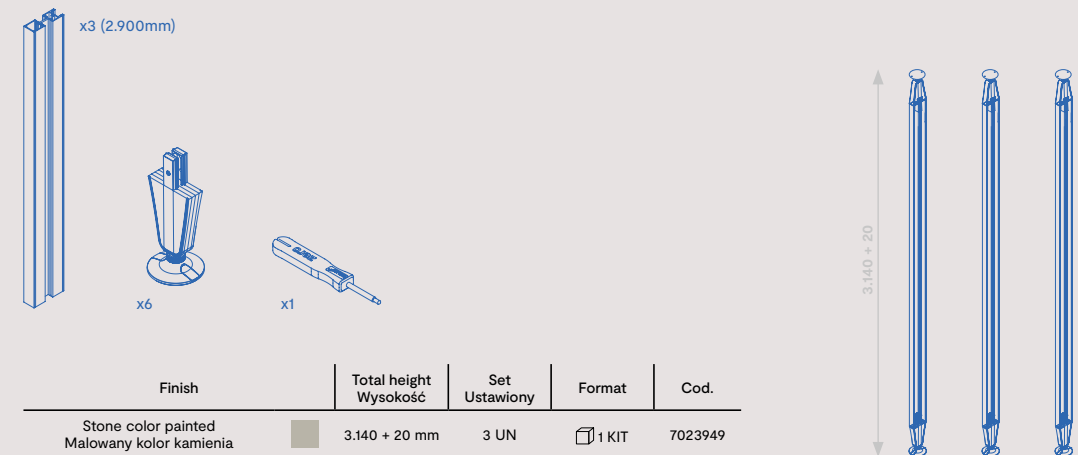 x3 (2.900mm)
x6
x1
3.140 + 20
Finish
Total height
Wysokość
Set
Ustawiony
Format
Cod.
Stone color painted
Malowany kolor kamienia
3.140 + 20 mm
3 UN
1 KIT
7023949